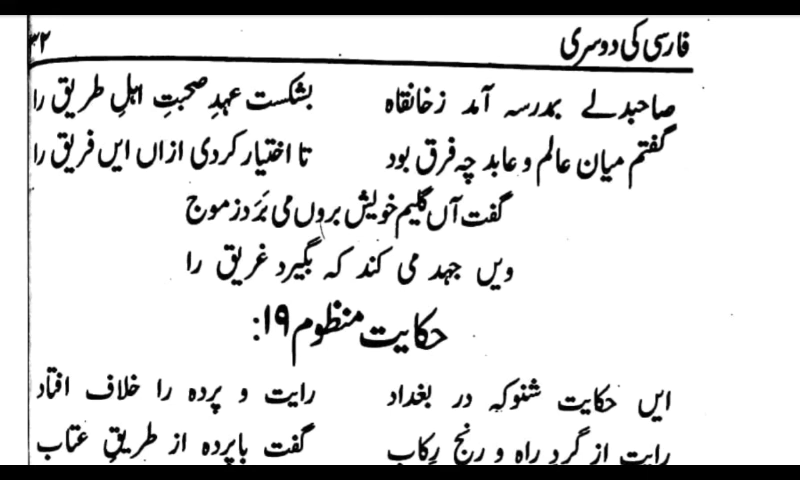 فارسی کی دوسری ۳۲
صاحبدلے بمدرسہ آمد زخانقاہ بشکست عہدِ صحبتِ اہلِ طریق را
گفتم میان عالم و عابد چہ فرق بود تا اختیار کردی ازاں ایں فریق را
گفت آں گلیم خویش بروں می بَرَد ز موج
ویں جہد می کند کہ بگیرد غریق را
حکایت منظوم ۱۹:
ایں حکایت شنو کہ در بغداد رایت و پردہ را خلاف افتاد
رایت از گردِ راہ و رنجِ رِکاب گفت باپردہ از طریقِ عتاب